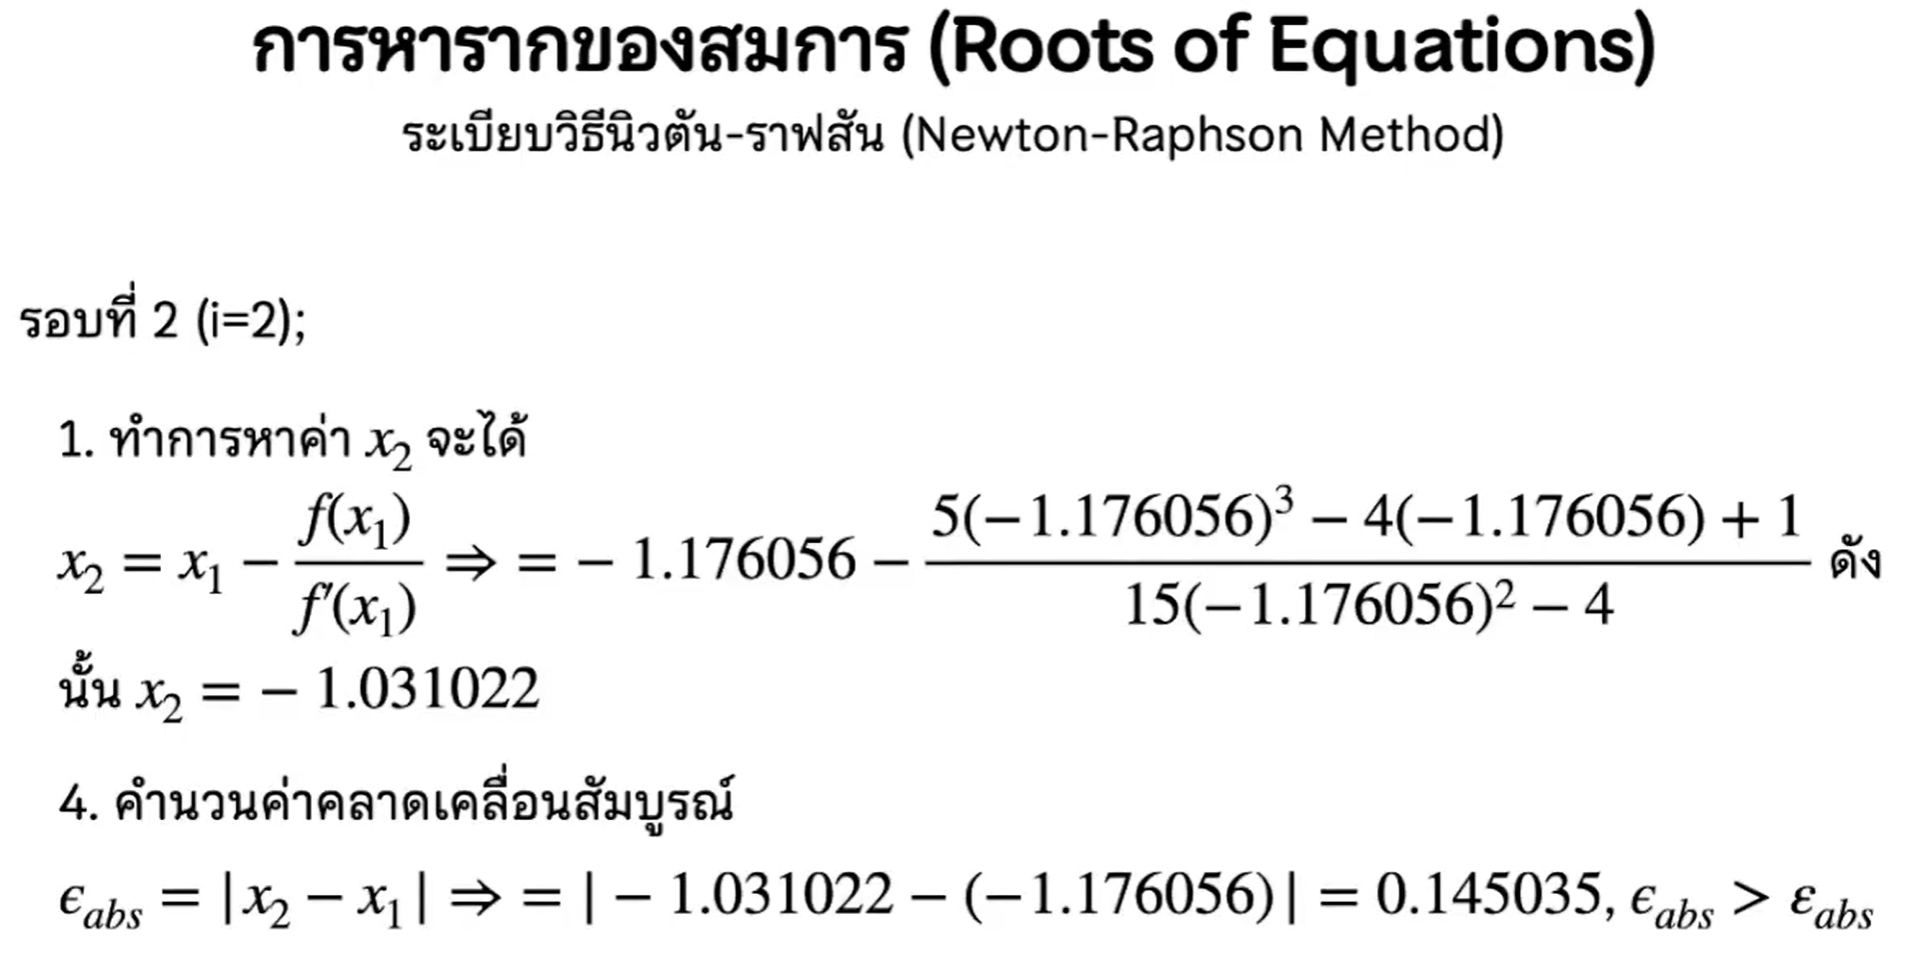 การหารากของสมการ (Roots of Equations)
ระเบียบวิธีนิวตัน-ราฟสัน (Newton-Raphson Method)
รอบที่ 2 (i=2);
1. ทำการหาค่า x₂ จะได้
x₂ = x₁ − f(x₁)/f′(x₁) ⇒ = − 1.176056 − (5(−1.176056)³ − 4(−1.176056) + 1)/(15(−1.176056)² − 4) ดัง
นั้น x₂ = − 1.031022
4. คำนวนค่าคลาดเคลื่อนสัมบูรณ์
ϵ_abs = |x₂ − x₁| ⇒ = | − 1.031022 − (−1.176056)| = 0.145035, ϵ_abs > ε_abs